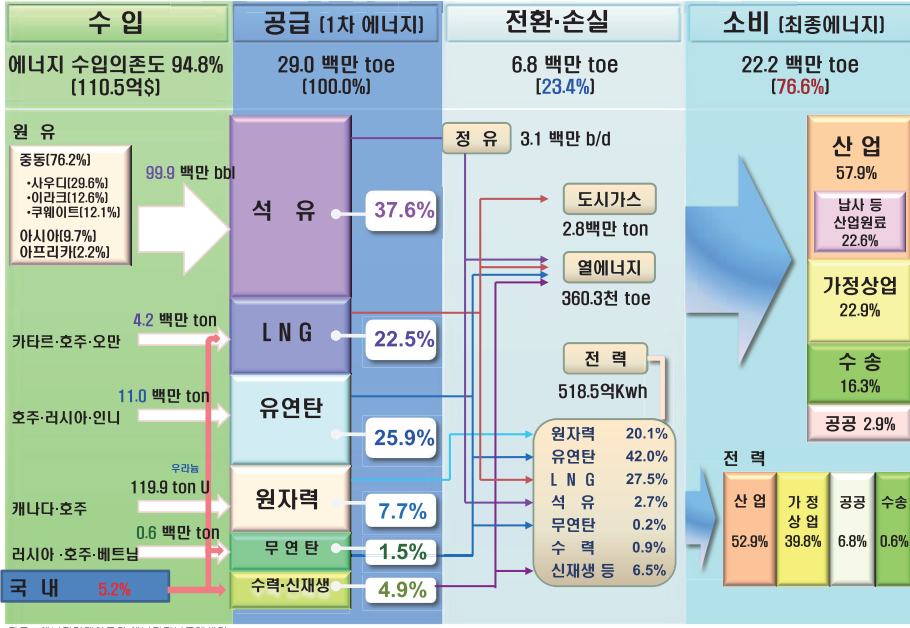 수 입
공급 (1차 에너지)
전환·손실
소비 (최종에너지)
에너지 수입의존도 94.8%
(110.5억$)
29.0 백만 toe
(100.0%)
6.8 백만 toe
(23.4%)
22.2 백만 toe
(76.6%)
원 유
중동(76.2%)
•사우디(29.6%)
•이라크(12.6%)
•쿠웨이트(12.1%)
아시아(9.7%)
아프리카(2.2%)
99.9 백만 bbl
4.2 백만 ton
카타르·호주·오만
11.0 백만 ton
호주·러시아·인니
우라늄
119.9 ton U
캐나다·호주
0.6 백만 ton
러시아·호주·베트남
국 내 5.2%
석 유
37.6%
L N G
22.5%
유연탄
25.9%
원자력
7.7%
무 연 탄
1.5%
수력·신재생
4.9%
정 유 3.1 백만 b/d
도시가스
2.8백만 ton
열에너지
360.3천 toe
전 력
518.5억Kwh
원자력 20.1%
유연탄 42.0%
L N G 27.5%
석 유 2.7%
무연탄 0.2%
수 력 0.9%
신재생 등 6.5%
산 업
57.9%
납사 등
산업원료
22.6%
가정상업
22.9%
수 송
16.3%
공공 2.9%
전 력
산 업
52.9%
가 정
상 업
39.8%
공공
6.8%
수송
0.6%